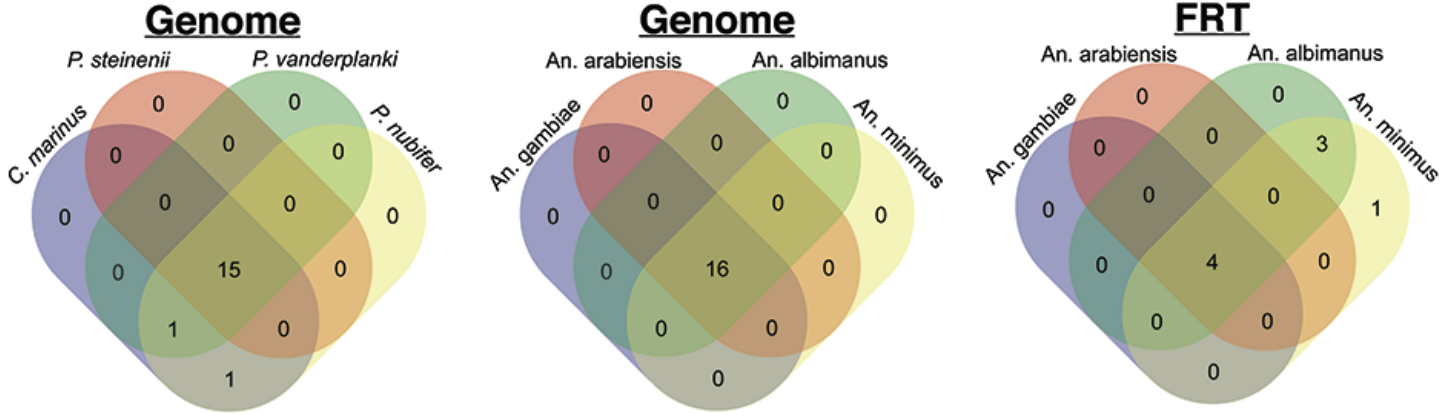 Genome
P. steinenii P. vanderplanki
C. marinus P. nubifer
0 0
0 0 0
0 0 0 0
0 15 0
1 0
1
Genome
An. arabiensis An. albimanus
An. gambiae An. minimus
0 0
0 0 0
0 0 0 0
0 16 0
0 0
0
FRT
An. arabiensis An. albimanus
An. gambiae An. minimus
0 0
0 0 3
0 0 0 1
0 4 0
0 0
0